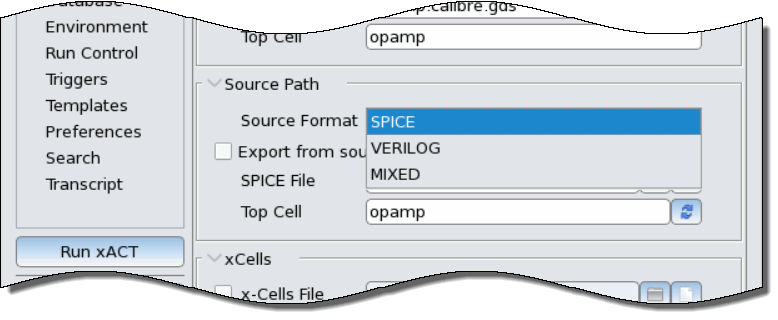 Database
p.calibre.gds
Environment
Top Cell opamp
Run Control
Triggers
Source Path
Templates
Source Format SPICE
Preferences
Export from sou VERILOG
Search
SPICE File MIXED
Transcript
Top Cell opamp
Run xACT
xCells
x-Cells File